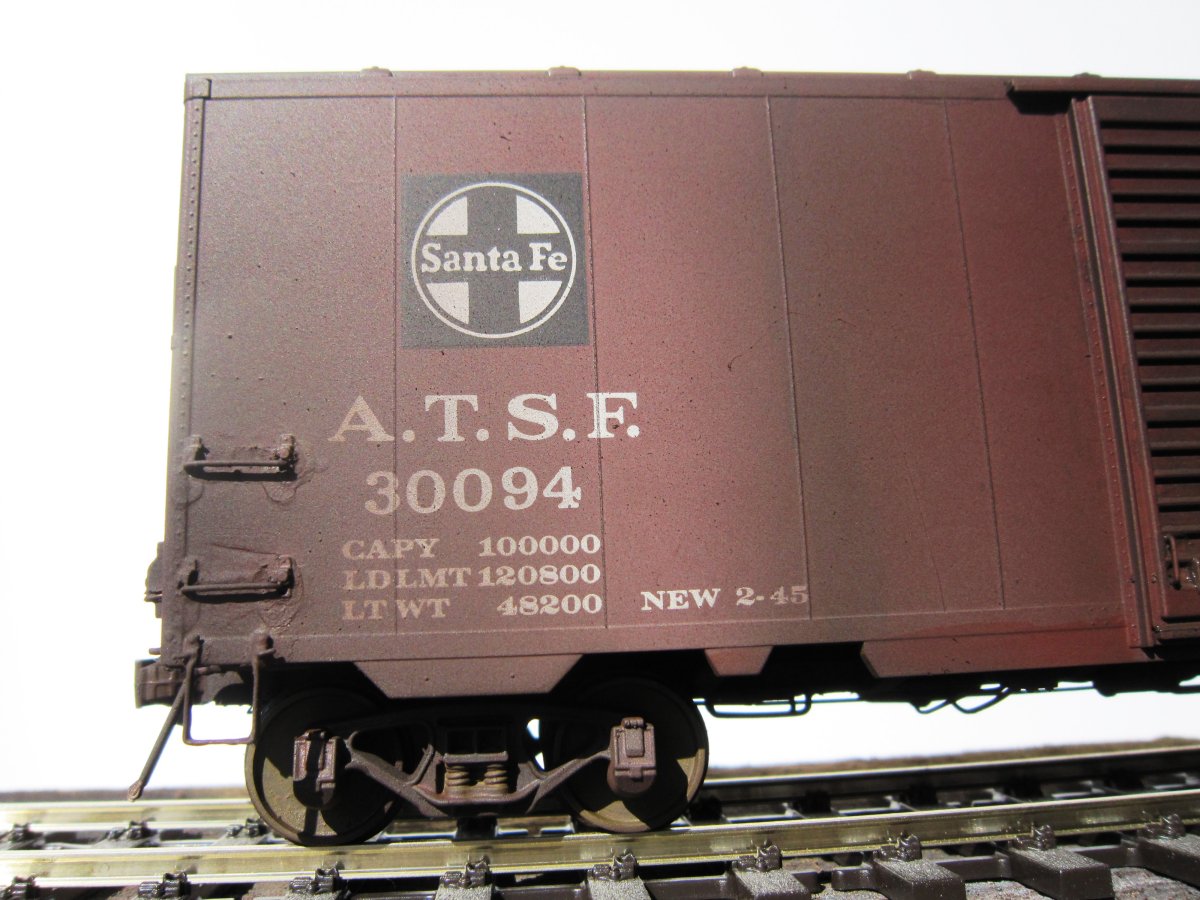 Santa Fe
A.T.S.F.
30094
CAPY 100000
LD LMT 120800
LT WT 48200 NEW 2-45